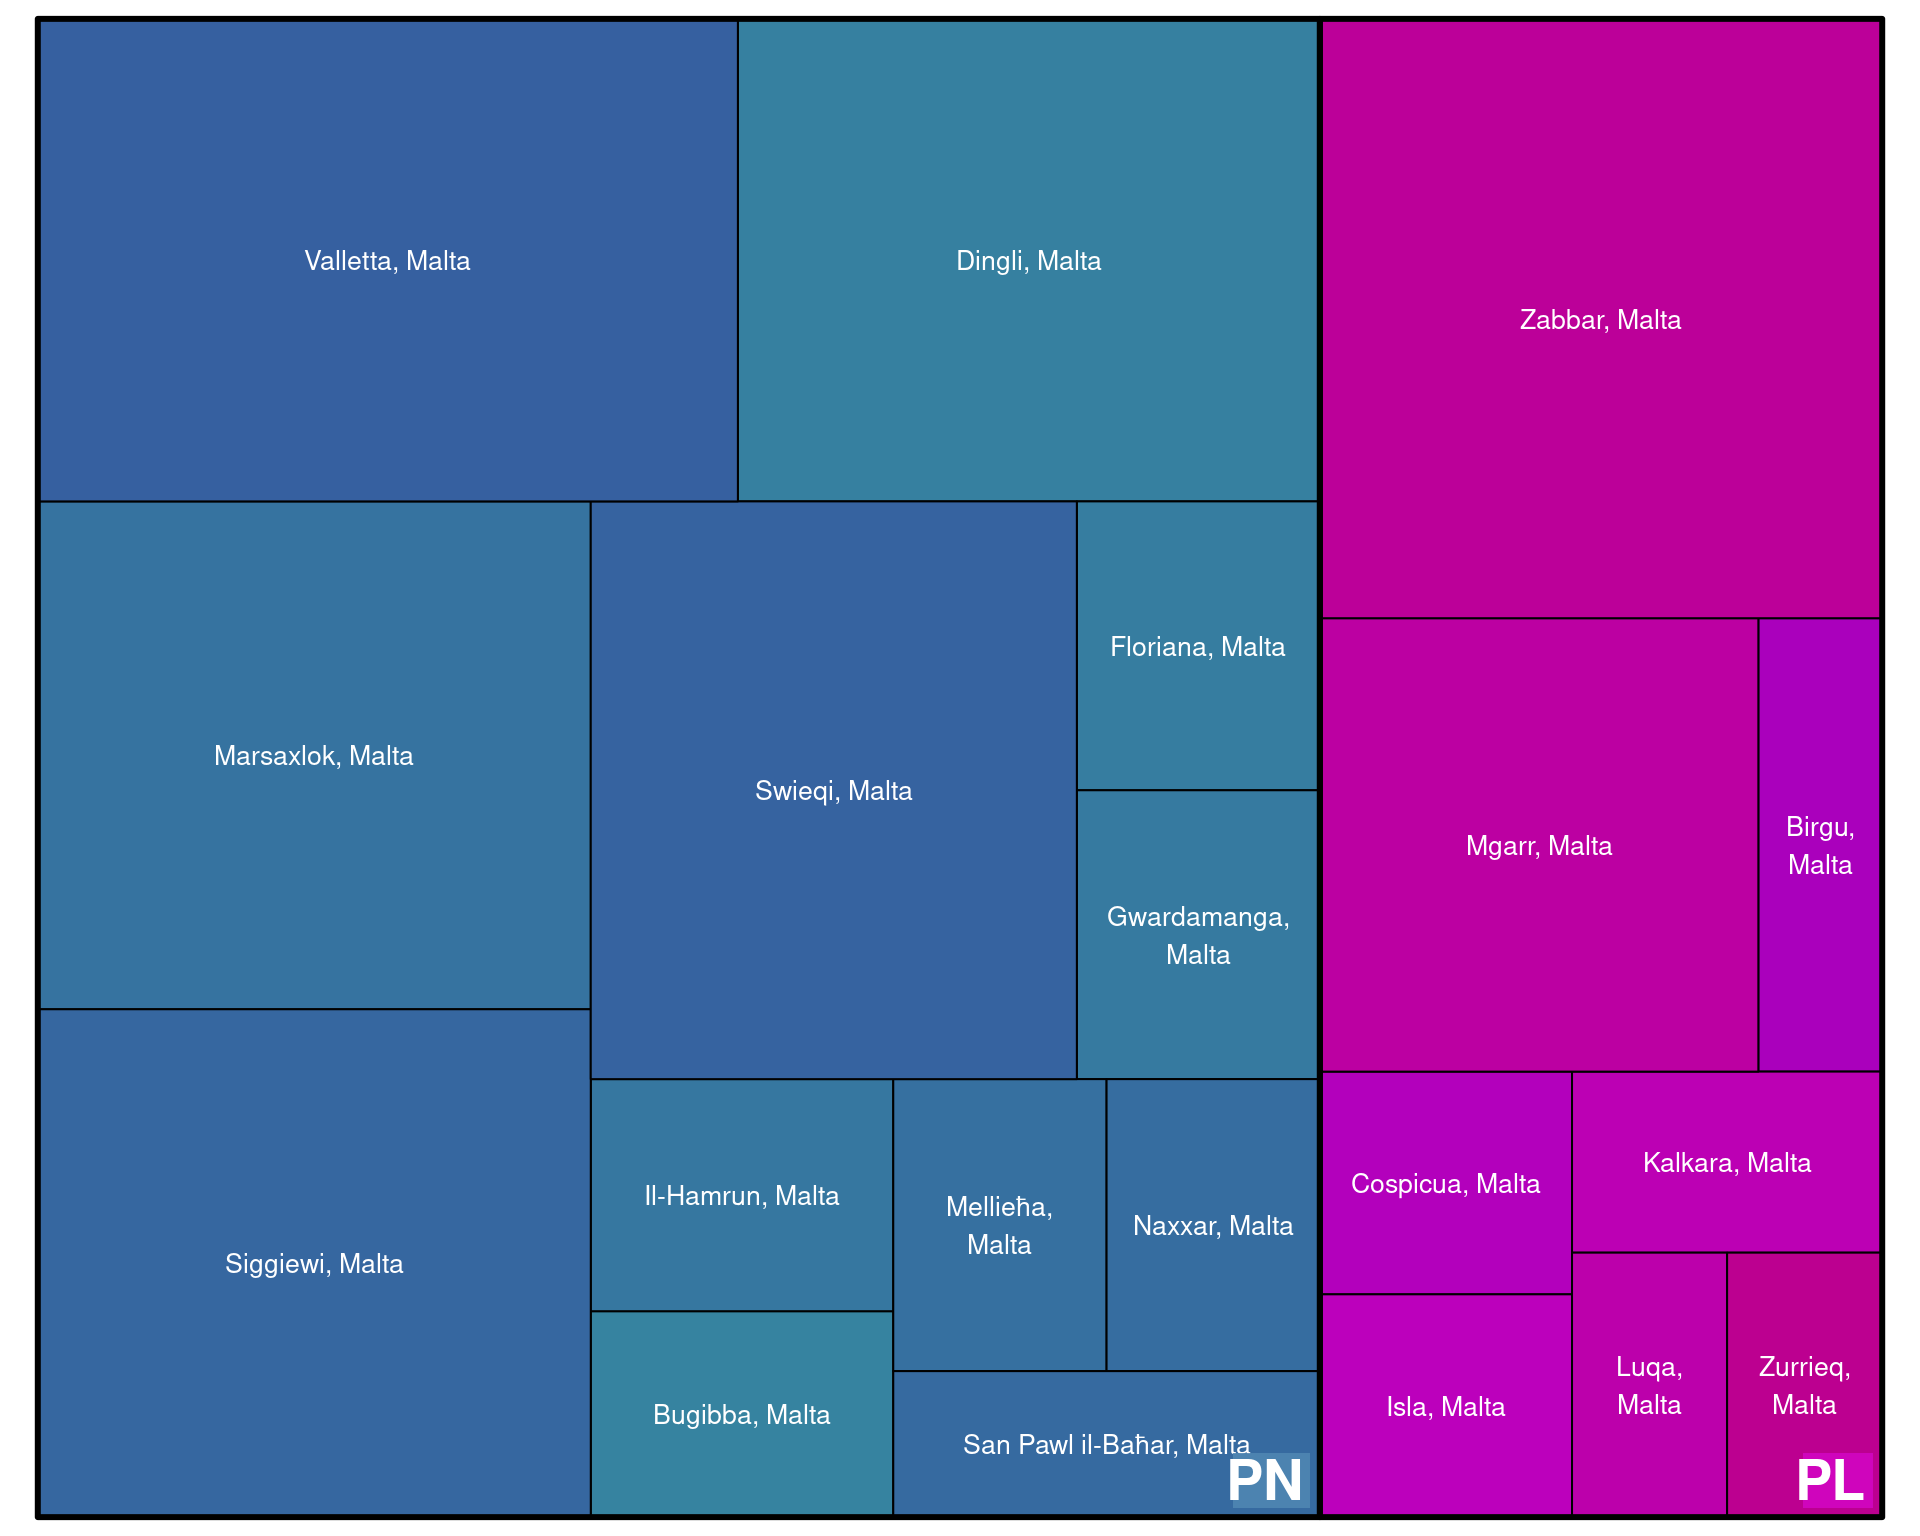 Valletta, Malta
Dingli, Malta
Zabbar, Malta
Marsaxlok, Malta
Swieqi, Malta
Floriana, Malta
Gwardamanga,
Malta
Mgarr, Malta
Birgu,
Malta
Siggiewi, Malta
Il-Hamrun, Malta
Mellieħa,
Malta
Naxxar, Malta
Bugibba, Malta
San Pawl il-Baħar, Malta
PN
Cospicua, Malta
Kalkara, Malta
Isla, Malta
Luqa,
Malta
Zurrieq,
Malta
PL